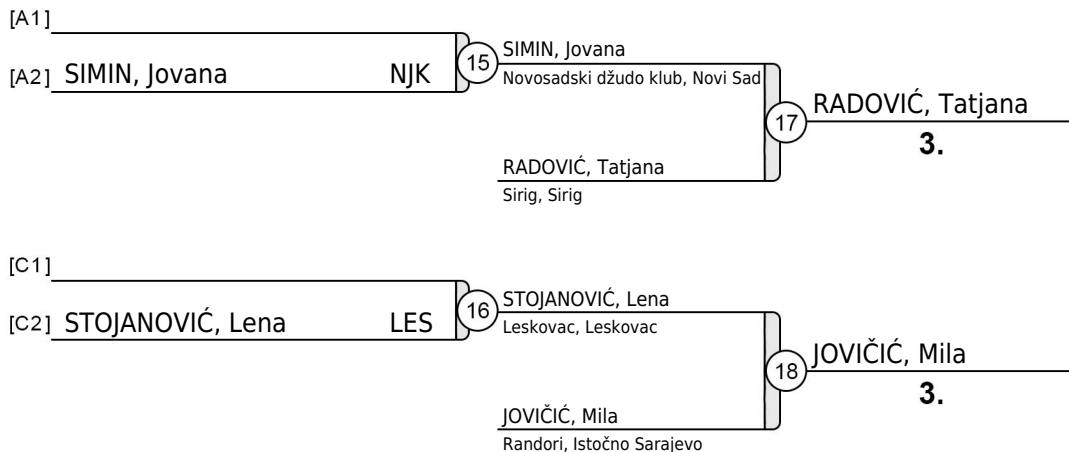 [A1]
[A2] SIMIN, Jovana NJK
15
SIMIN, Jovana
Novosadski džudo klub, Novi Sad
17
RADOVIĆ, Tatjana
3.
RADOVIĆ, Tatjana
Sirig, Sirig
[C1]
[C2] STOJANOVIĆ, Lena LES
16
STOJANOVIĆ, Lena
Leskovac, Leskovac
18
JOVIČIĆ, Mila
3.
JOVIČIĆ, Mila
Randori, Istočno Sarajevo